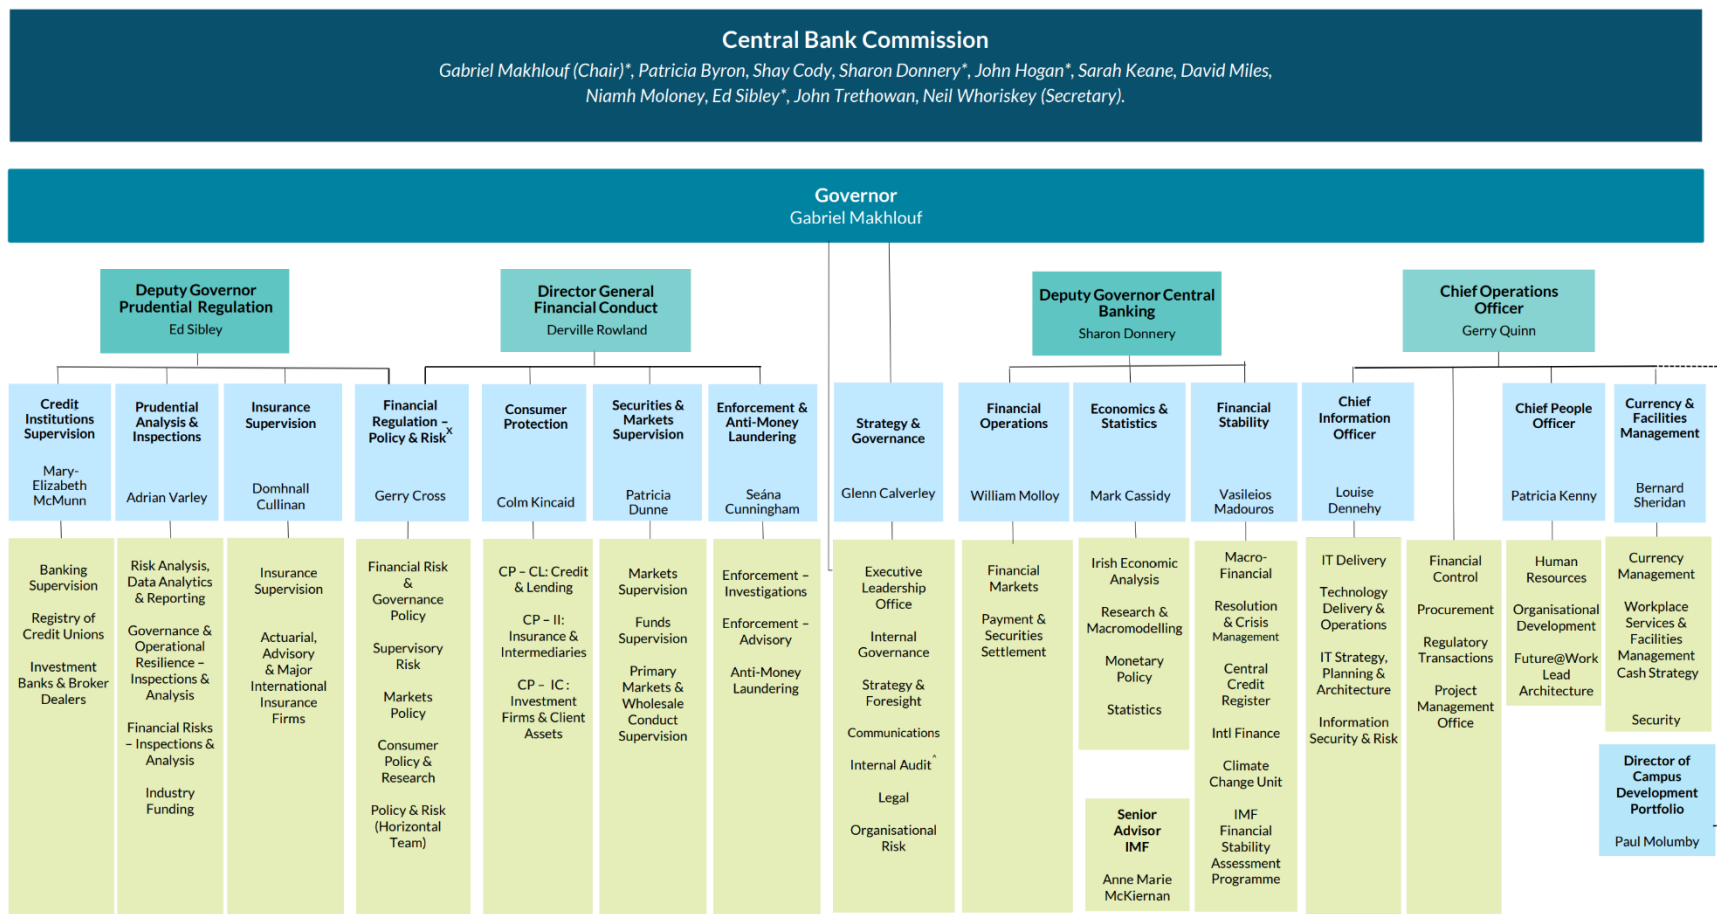 Central Bank Commission
Gabriel Makhlouf (Chair)*, Patricia Byron, Shay Cody, Sharon Donnery*, John Hogan*, Sarah Keane, David Miles,
Niamh Moloney, Ed Sibley*, John Trethowan, Neil Whoriskey (Secretary).
Governor
Gabriel Makhlouf
Deputy Governor
Prudential Regulation
Ed Sibley
Director General
Financial Conduct
Derville Rowland
Deputy Governor Central
Banking
Sharon Donnery
Chief Operations
Officer
Gerry Quinn
Credit
Institutions
Supervision
Mary-
Elizabeth
McMunn
Prudential
Analysis &
Inspections
Adrian Varley
Insurance
Supervision
Domhnall
Cullinan
Financial
Regulation –
Policy & Risk x
Gerry Cross
Consumer
Protection
Colm Kincaid
Securities &
Markets
Supervision
Patricia
Dunne
Enforcement &
Anti-Money
Laundering
Seána
Cunningham
Strategy &
Governance
Glenn Calverley
Financial
Operations
William Molloy
Economics &
Statistics
Mark Cassidy
Financial
Stability
Vasileios
Madouros
Chief
Information
Officer
Louise
Dennehy
Chief People
Officer
Patricia Kenny
Currency &
Facilities
Management
Bernard
Sheridan
Banking
Supervision
Registry of
Credit Unions
Investment
Banks & Broker
Dealers
Risk Analysis,
Data Analytics
& Reporting
Governance &
Operational
Resilience –
Inspections &
Analysis
Financial Risks
– Inspections &
Analysis
Industry
Funding
Insurance
Supervision
Actuarial,
Advisory
& Major
International
Insurance
Firms
Financial Risk
&
Governance
Policy
Supervisory
Risk
Markets
Policy
Consumer
Policy &
Research
Policy & Risk
(Horizontal
Team)
CP – CL: Credit
& Lending
CP – II:
Insurance &
Intermediaries
CP – IC :
Investment
Firms & Client
Assets
Markets
Supervision
Funds
Supervision
Primary
Markets &
Wholesale
Conduct
Supervision
Enforcement –
Investigations
Enforcement –
Advisory
Anti-Money
Laundering
Executive
Leadership
Office
Internal
Governance
Strategy &
Foresight
Communications
Internal Audit^
Legal
Organisational
Risk
Financial
Markets
Payment &
Securities
Settlement
Irish Economic
Analysis
Research &
Macromodelling
Monetary
Policy
Statistics
Senior
Advisor
IMF
Anne Marie
McKiernan
Macro-
Financial
Resolution
& Crisis
Management
Central
Credit
Register
Intl Finance
Climate
Change Unit
IMF
Financial
Stability
Assessment
Programme
IT Delivery
Technology
Delivery &
Operations
IT Strategy,
Planning &
Architecture
Information
Security & Risk
Financial
Control
Procurement
Regulatory
Transactions
Project
Management
Office
Human
Resources
Organisational
Development
Future@Work
Lead
Architecture
Currency
Management
Workplace
Services &
Facilities
Management
Cash Strategy
Security
Director of
Campus
Development
Portfolio
Paul Molumby